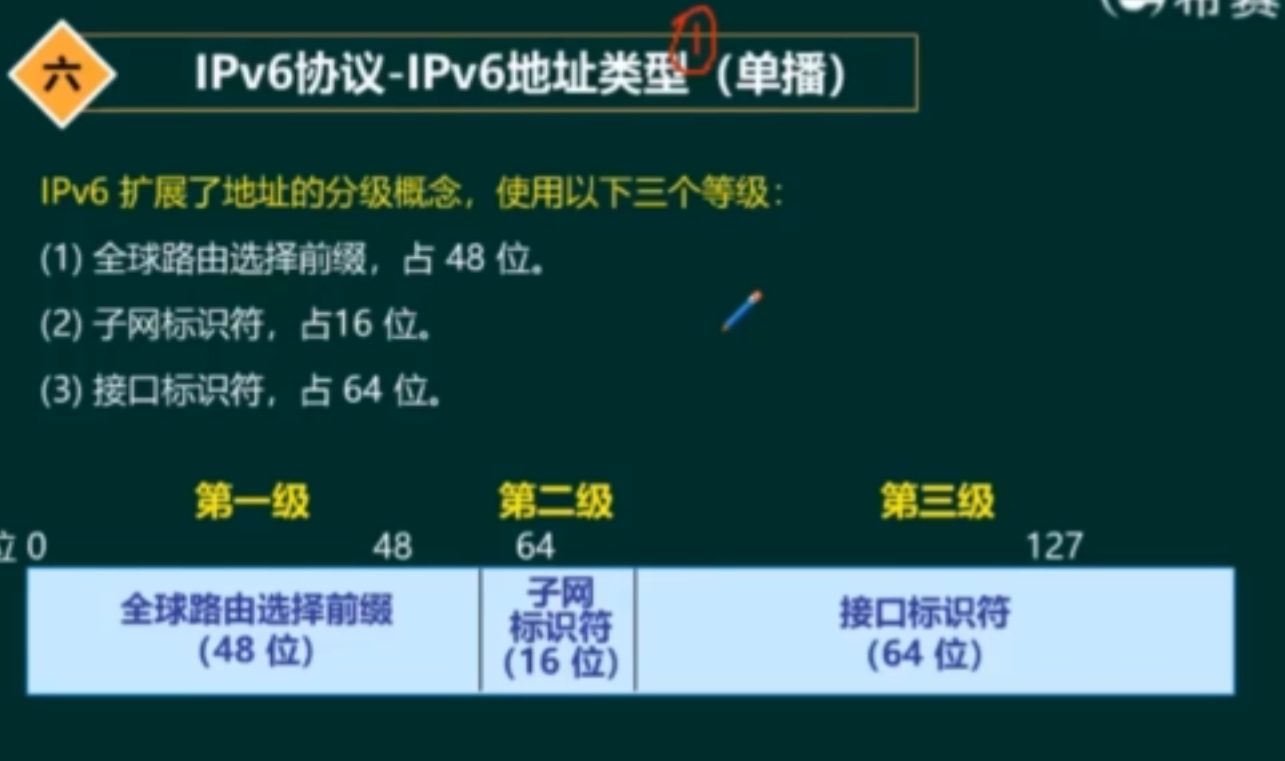 希赛
六
IPv6协议-IPv6地址类型（单播）
1
IPv6 扩展了地址的分级概念，使用以下三个等级：
(1) 全球路由选择前缀，占 48 位。
(2) 子网标识符，占16 位。
(3) 接口标识符，占 64 位。
第一级 第二级 第三级
位 0 48 64 127
全球路由选择前缀
(48 位)
子网
标识符
(16 位)
接口标识符
(64 位)